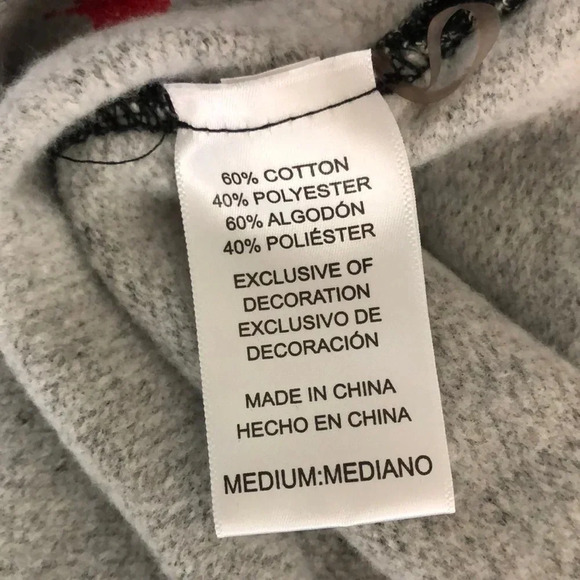 60% COTTON
40% POLYESTER
60% ALGODÓN
40% POLIÉSTER
EXCLUSIVE OF
DECORATION
EXCLUSIVO DE
DECORACIÓN
MADE IN CHINA
HECHO EN CHINA
MEDIUM:MEDIANO